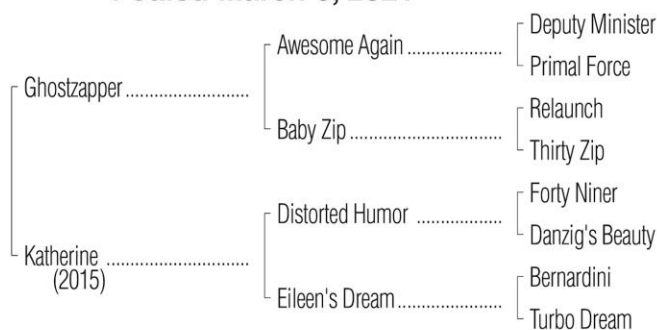 Deputy Minister
Awesome Again
Primal Force
Ghostzapper
Relaunch
Baby Zip
Thirty Zip
Forty Niner
Distorted Humor
Danzig's Beauty
Katherine
(2015)
Bernardini
Eileen's Dream
Turbo Dream